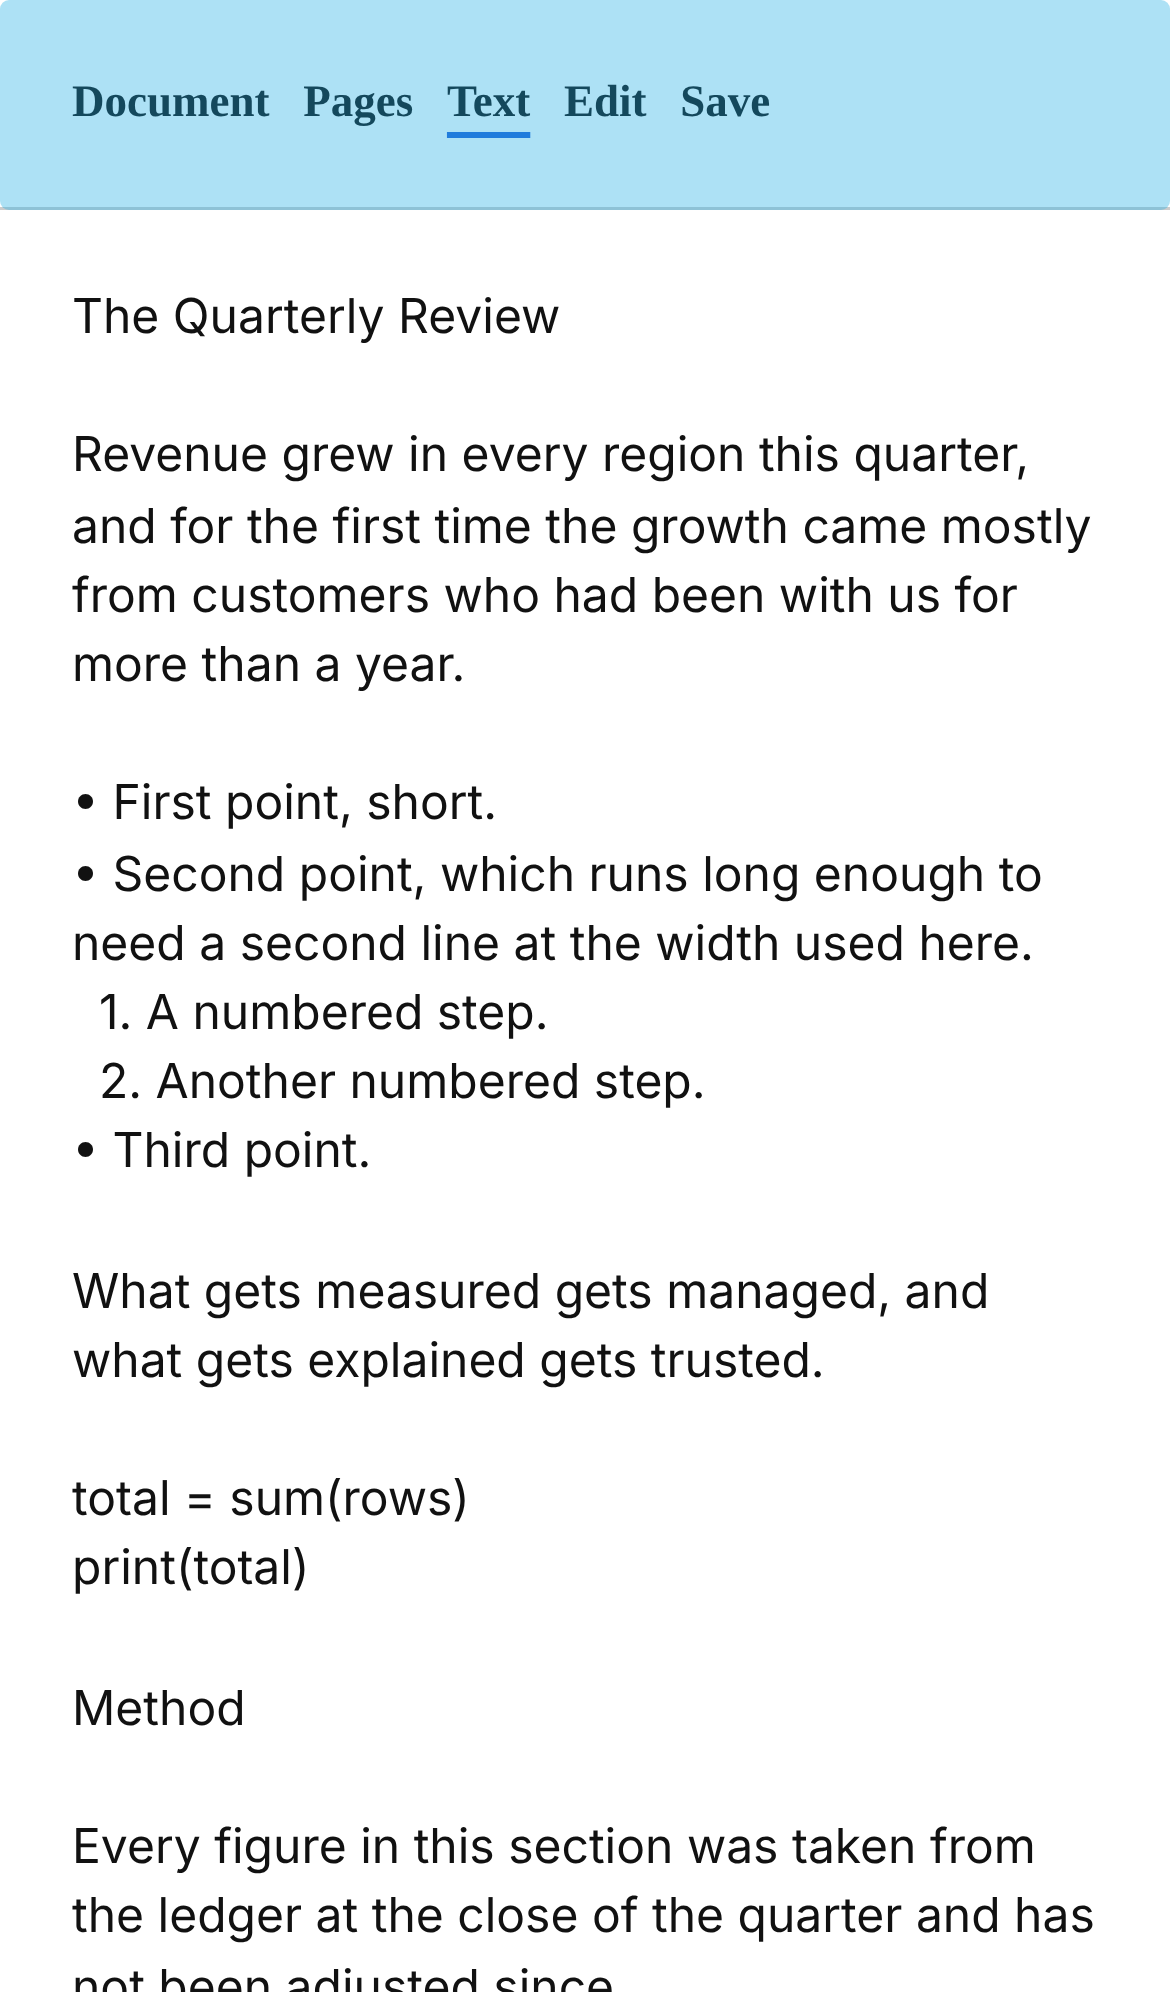 Document Pages Text Edit Save
The Quarterly Review
Revenue grew in every region this quarter,
and for the first time the growth came mostly
from customers who had been with us for
more than a year.
• First point, short.
• Second point, which runs long enough to
need a second line at the width used here.
1. A numbered step.
2. Another numbered step.
• Third point.
What gets measured gets managed, and
what gets explained gets trusted.
total = sum(rows)
print(total)
Method
Every figure in this section was taken from
the ledger at the close of the quarter and has
not been adjusted since